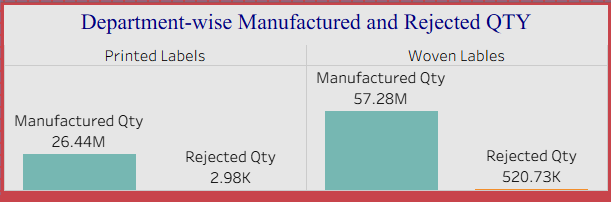 Department-wise Manufactured and Rejected QTY
Printed Labels
Woven Lables
Manufactured Qty
26.44M
Rejected Qty
2.98K
Manufactured Qty
57.28M
Rejected Qty
520.73K